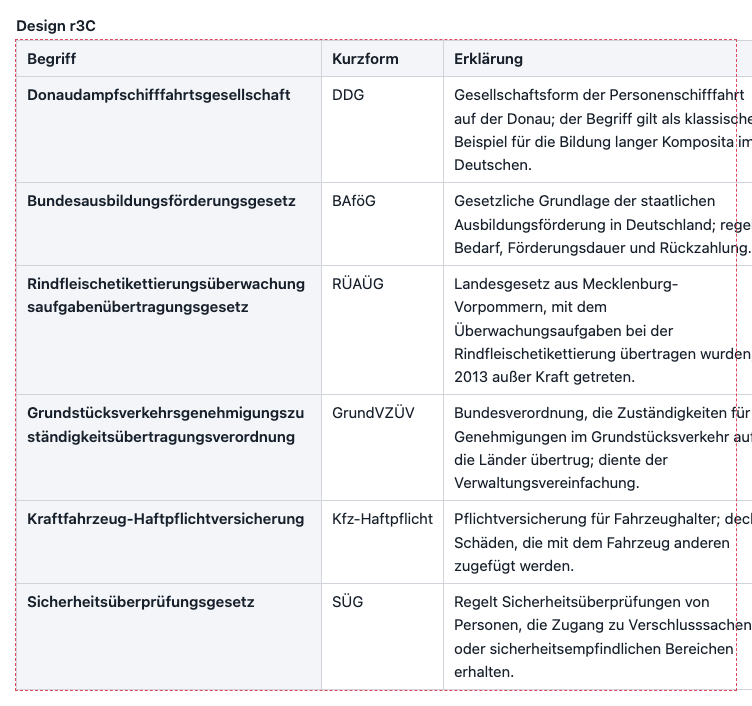 Design r3C
Begriff
Kurzform
Erklärung
Donaudampfschifffahrtsgesellschaft
DDG
Gesellschaftsform der Personenschifffahrt
auf der Donau; der Begriff gilt als klassische
Beispiel für die Bildung langer Komposita im
Deutschen.
Bundesausbildungsförderungsgesetz
BAföG
Gesetzliche Grundlage der staatlichen
Ausbildungsförderung in Deutschland; rege
Bedarf, Förderungsdauer und Rückzahlung.
Rindfleischetikettierungsüberwachung
saufgabenübertragungsgesetz
RÜAÜG
Landesgesetz aus Mecklenburg-
Vorpommern, mit dem
Überwachungsaufgaben bei der
Rindfleischetikettierung übertragen wurden
2013 außer Kraft getreten.
Grundstücksverkehrsgenehmigungszu
ständigkeitsübertragungsverordnung
GrundVZÜV
Bundesverordnung, die Zuständigkeiten für
Genehmigungen im Grundstücksverkehr auf
die Länder übertrug; diente der
Verwaltungsvereinfachung.
Kraftfahrzeug-Haftpflichtversicherung
Kfz-Haftpflicht
Pflichtversicherung für Fahrzeughalter;
Schäden, die mit dem Fahrzeug anderen
zugefügt werden.
Sicherheitsüberprüfungsgesetz
SÜG
Regelt Sicherheitsüberprüfungen von
Personen, die Zugang zu Verschlusssachen
oder sicherheitsempfindlichen Bereichen
erhalten.